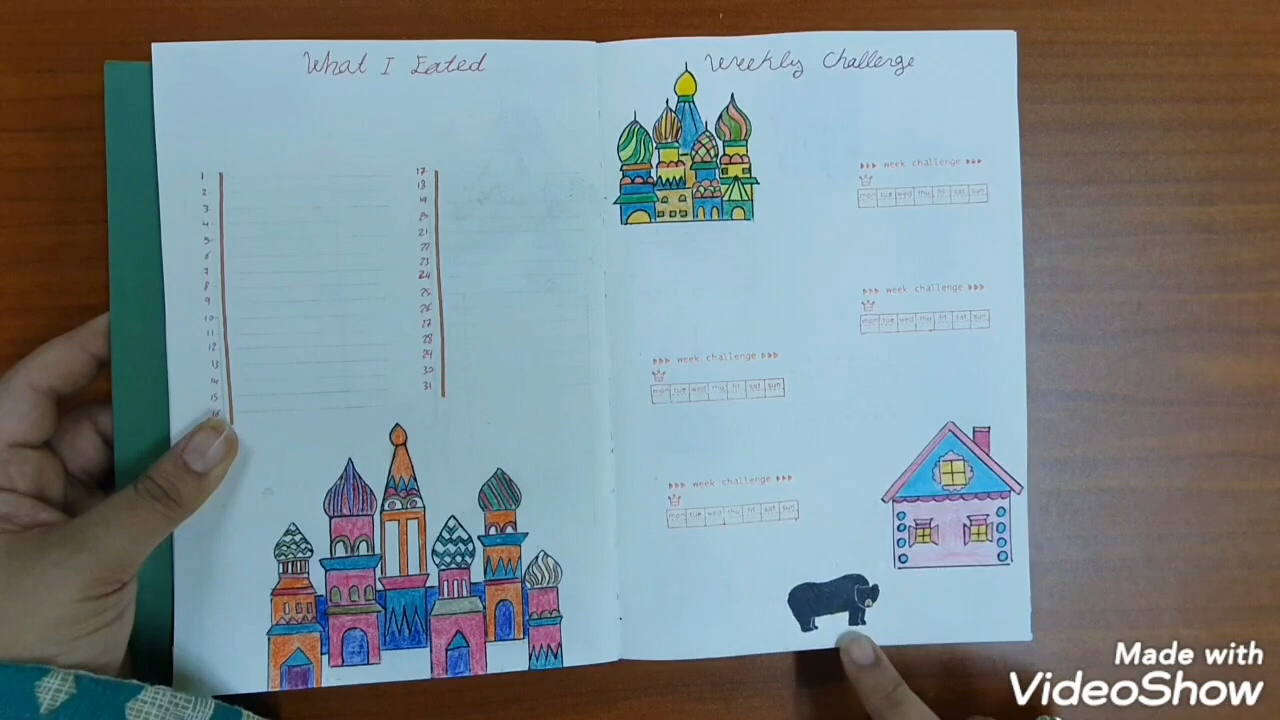 What I Eated
1
2
3
4
5
6
7
8
9
10
11
12
13
14
15
16
17
18
19
20
21
22
23
24
25
26
27
28
29
30
31
Weekly Challenge
week challenge
mon tue wed thu fri sat sun
week challenge
mon tue wed thu fri sat sun
week challenge
mon tue wed thu fri sat sun
week challenge
mon tue wed thu fri sat sun
Made with
VideoShow